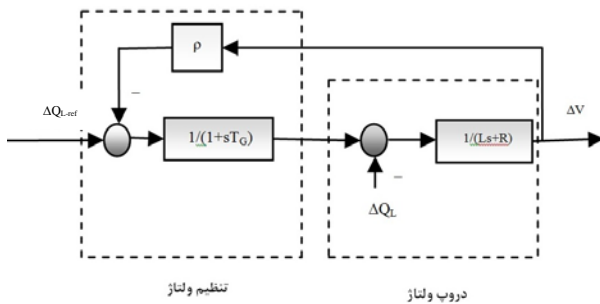 ρ
–
ΔQL-ref
1/(1+sTG)
1/(Ls+R)
ΔV
–
ΔQL
تنظیم ولتاژ
دروپ ولتاژ